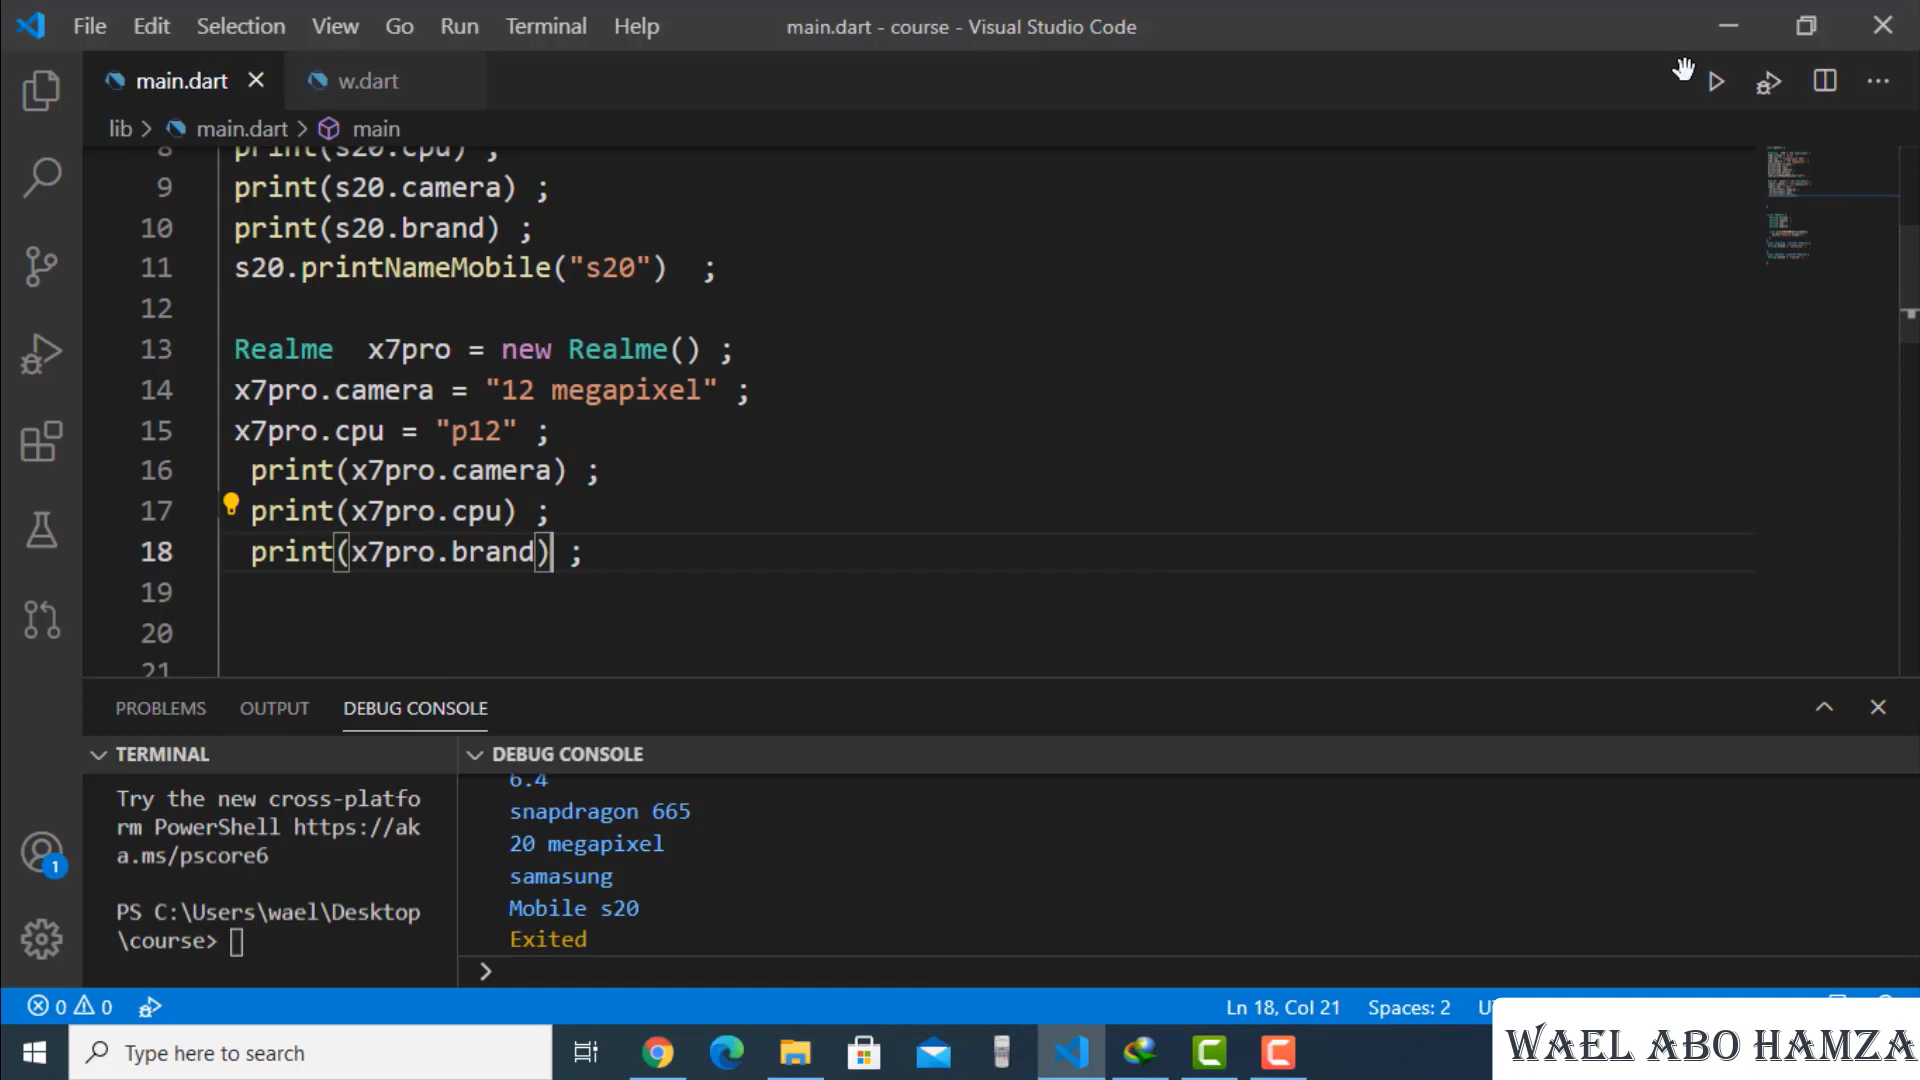 File Edit Selection View Go Run Terminal Help
main.dart - course - Visual Studio Code
main.dart
w.dart
lib > main.dart > main
8 print(s20.cpu) ;
9 print(s20.camera) ;
10 print(s20.brand) ;
11 s20.printNameMobile("s20")  ;
12
13 Realme  x7pro = new Realme() ;
14 x7pro.camera = "12 megapixel" ;
15 x7pro.cpu = "p12" ;
16 print(x7pro.camera) ;
17 print(x7pro.cpu) ;
18 print(x7pro.brand) ;
19
20
21
PROBLEMS OUTPUT DEBUG CONSOLE
TERMINAL
Try the new cross-platfo
rm PowerShell https://ak
a.ms/pscore6
PS C:\Users\wael\Desktop
\course>
DEBUG CONSOLE
6.4
snapdragon 665
20 megapixel
samasung
Mobile s20
Exited
>
1
0 0
Ln 18, Col 21 Spaces: 2
Type here to search
WAEL ABO HAMZA